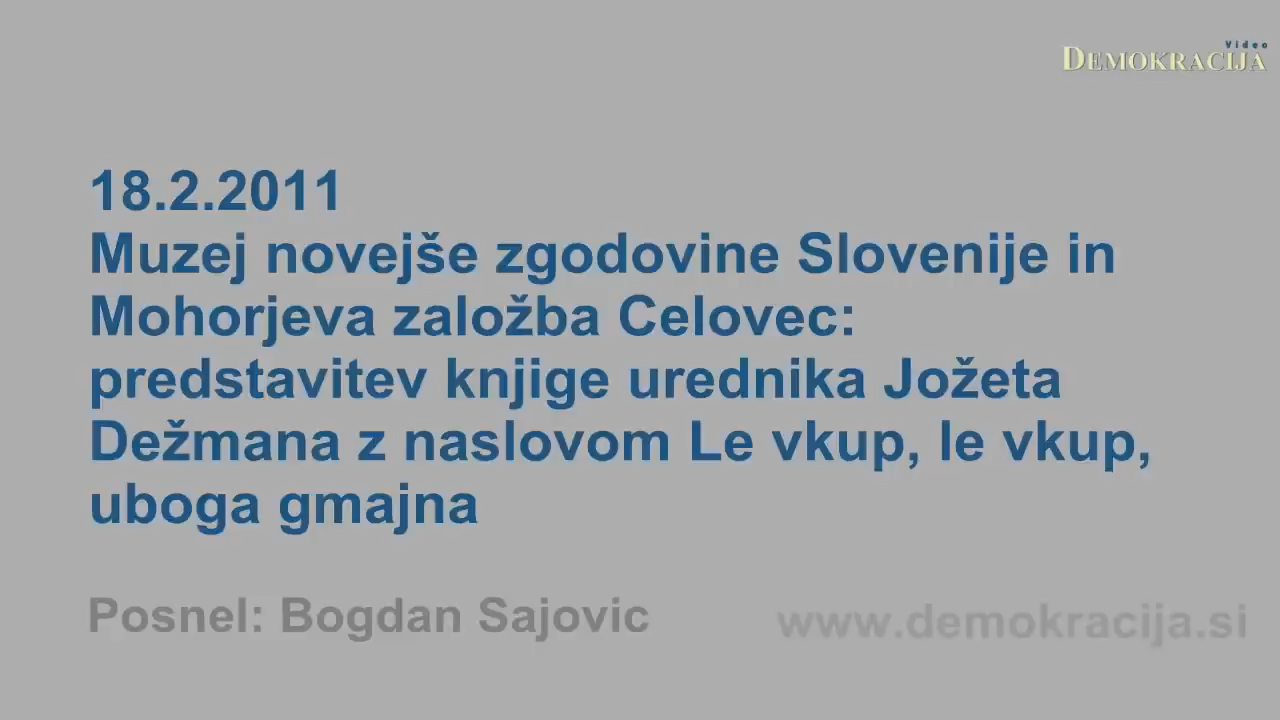 Video
DEMOKRACIJA
18.2.2011
Muzej novejše zgodovine Slovenije in
Mohorjeva založba Celovec:
predstavitev knjige urednika Jožeta
Dežmana z naslovom Le vkup, le vkup,
uboga gmajna
Posnel: Bogdan Sajovic
www.demokracija.si